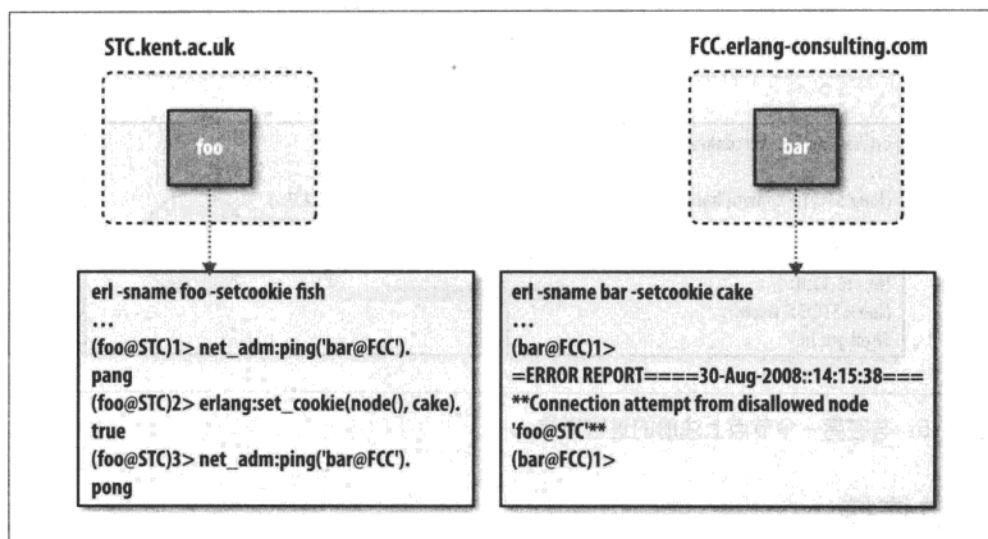 STC.kent.ac.uk
foo
erl -sname foo -setcookie fish
...
(foo@STC)1> net_adm:ping('bar@FCC').
pang
(foo@STC)2> erlang:set_cookie(node(), cake).
true
(foo@STC)3> net_adm:ping('bar@FCC').
pong
FCC.erlang-consulting.com
bar
erl -sname bar -setcookie cake
...
(bar@FCC)1>
=ERROR REPORT====30-Aug-2008::14:15:38===
**Connection attempt from disallowed node
'foo@STC'**
(bar@FCC)1>